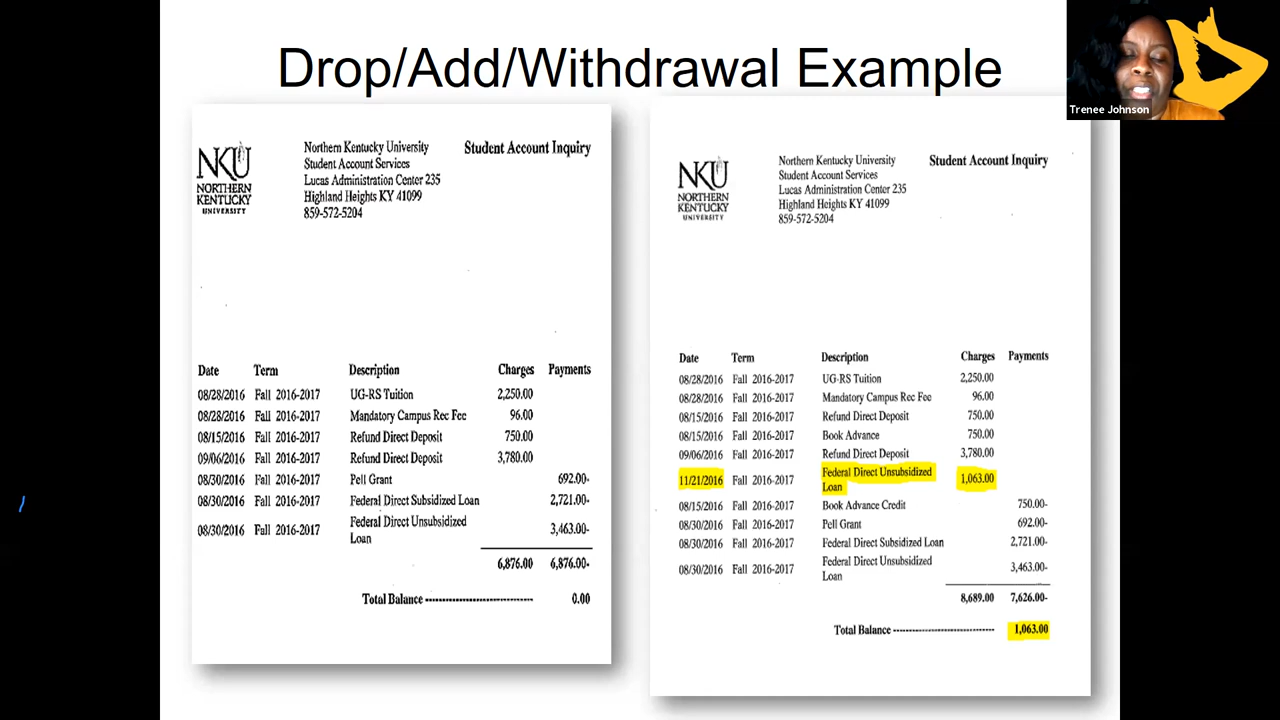 Drop/Add/Withdrawal Example
Trenee Johnson
NKU
NORTHERN
KENTUCKY
UNIVERSITY
Northern Kentucky University
Student Account Services
Lucas Administration Center 235
Highland Heights KY 41099
859-572-5204
Student Account Inquiry
Date Term Description Charges Payments
08/28/2016 Fall 2016-2017 UG-RS Tuition 2,250.00
08/28/2016 Fall 2016-2017 Mandatory Campus Rec Fee 96.00
08/15/2016 Fall 2016-2017 Refund Direct Deposit 750.00
09/06/2016 Fall 2016-2017 Refund Direct Deposit 3,780.00
08/30/2016 Fall 2016-2017 Pell Grant 692.00-
08/30/2016 Fall 2016-2017 Federal Direct Subsidized Loan 2,721.00-
08/30/2016 Fall 2016-2017 Federal Direct Unsubsidized 3,463.00-
Loan
6,876.00 6,876.00-
Total Balance ------------------------------ 0.00
NKU
NORTHERN
KENTUCKY
UNIVERSITY
Northern Kentucky University
Student Account Services
Lucas Administration Center 235
Highland Heights KY 41099
859-572-5204
Student Account Inquiry
Date Term Description Charges Payments
08/28/2016 Fall 2016-2017 UG-RS Tuition 2,250.00
08/28/2016 Fall 2016-2017 Mandatory Campus Rec Fee 96.00
08/15/2016 Fall 2016-2017 Refund Direct Deposit 750.00
08/15/2016 Fall 2016-2017 Book Advance 750.00
09/06/2016 Fall 2016-2017 Refund Direct Deposit 3,780.00
11/21/2016 Fall 2016-2017 Federal Direct Unsubsidized 1,063.00
Loan
08/15/2016 Fall 2016-2017 Book Advance Credit 750.00-
08/30/2016 Fall 2016-2017 Pell Grant 692.00-
08/30/2016 Fall 2016-2017 Federal Direct Subsidized Loan 2,721.00-
08/30/2016 Fall 2016-2017 Federal Direct Unsubsidized 3,463.00-
Loan
8,689.00 7,626.00-
Total Balance ------------------------------ 1,063.00